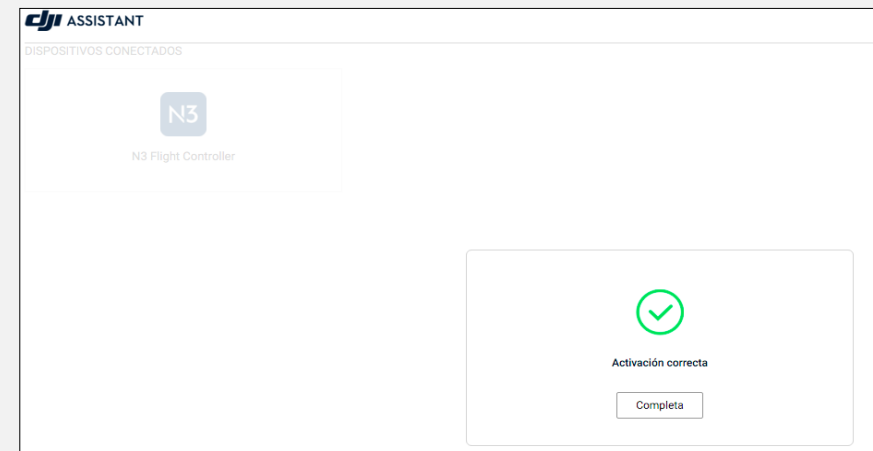 dji ASSISTANT
DISPOSITIVOS CONECTADOS
N3
N3 Flight Controller
Activación correcta
Completa